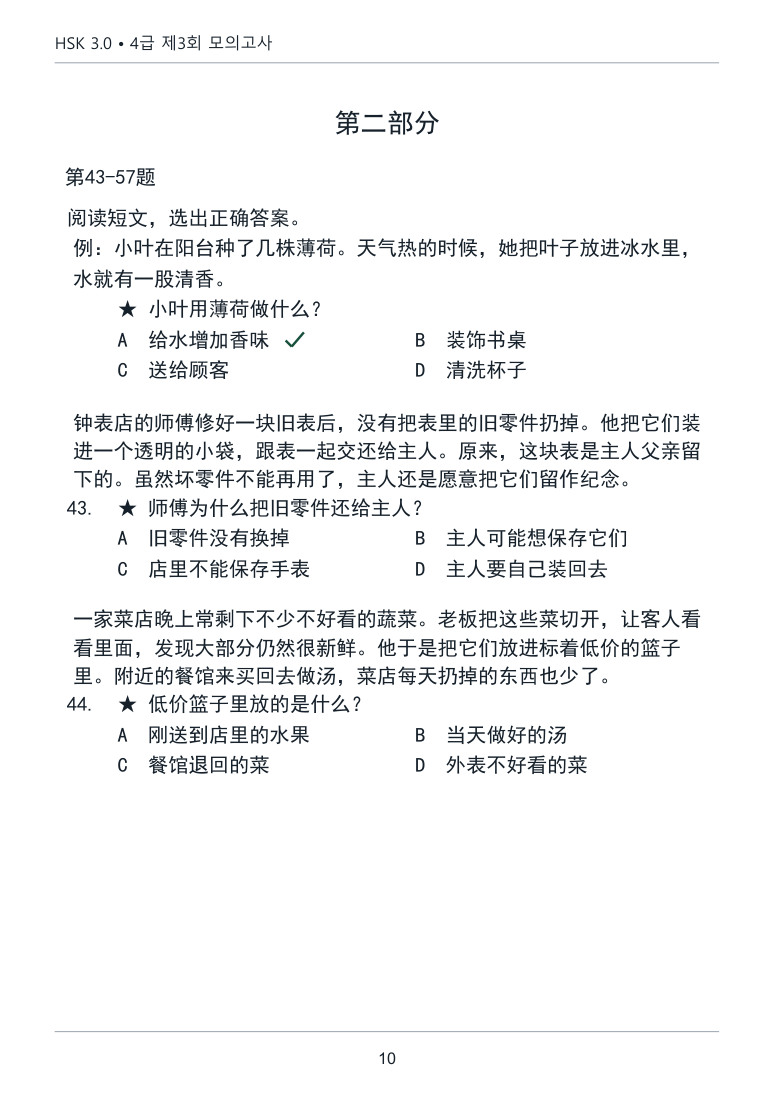 HSK 3.0 • 4급 제3회 모의고사
第二部分
第43-57题
阅读短文，选出正确答案。
例：小叶在阳台种了几株薄荷。天气热的时候，她把叶子放进冰水里，
水就有一股清香。
★ 小叶用薄荷做什么？
A 给水增加香味 ✓ B 装饰书桌
C 送给顾客 D 清洗杯子
钟表店的师傅修好一块旧表后，没有把表里的旧零件扔掉。他把它们装
进一个透明的小袋，跟表一起交还给主人。原来，这块表是主人父亲留
下的。虽然坏零件不能再用了，主人还是愿意把它们留作纪念。
43. ★ 师傅为什么把旧零件还给主人？
A 旧零件没有换掉 B 主人可能想保存它们
C 店里不能保存手表 D 主人要自己装回去
一家菜店晚上常剩下不少不好看的蔬菜。老板把这些菜切开，让客人看
看里面，发现大部分仍然很新鲜。他于是把它们放进标着低价的篮子
里。附近的餐馆来买回去做汤，菜店每天扔掉的东西也少了。
44. ★ 低价篮子里放的是什么？
A 刚送到店里的水果 B 当天做好的汤
C 餐馆退回的菜 D 外表不好看的菜
10